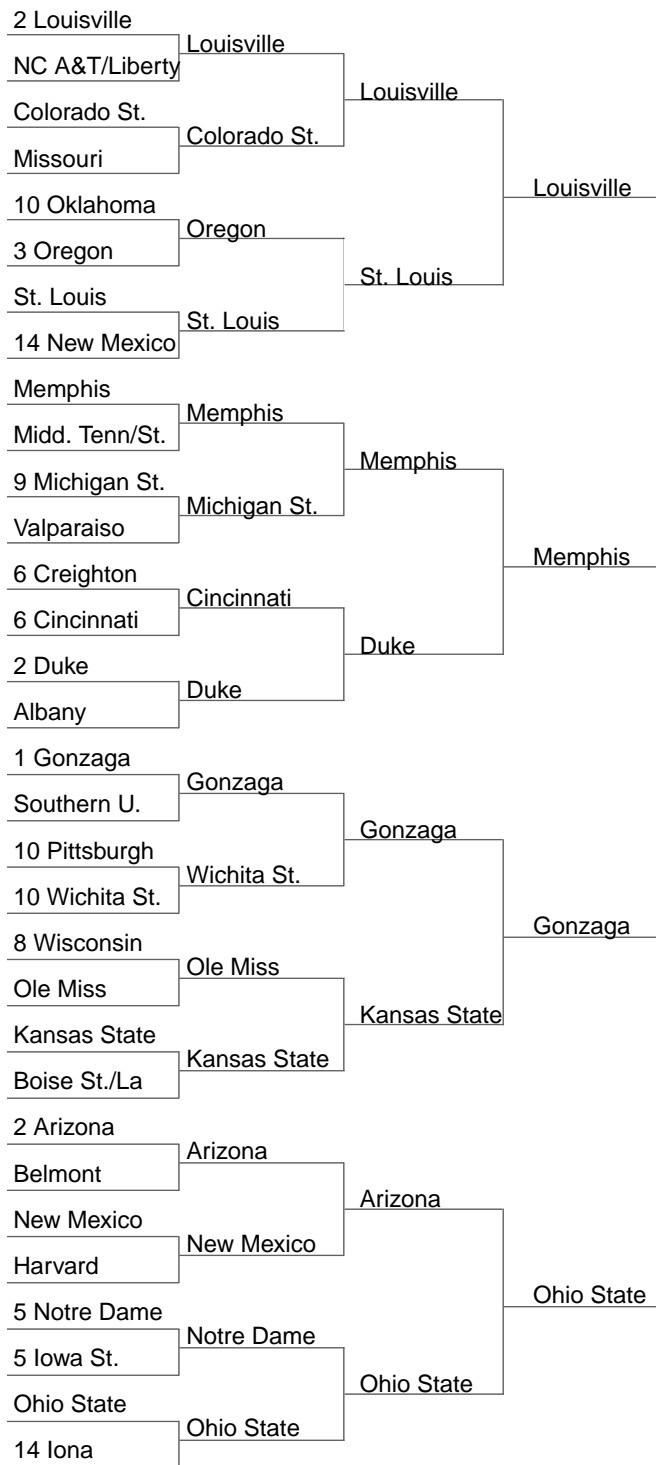 2 Louisville
NC A&T/Liberty
Colorado St.
Missouri
10 Oklahoma
3 Oregon
St. Louis
14 New Mexico
Memphis
Midd. Tenn/St.
9 Michigan St.
Valparaiso
6 Creighton
6 Cincinnati
2 Duke
Albany
1 Gonzaga
Southern U.
10 Pittsburgh
10 Wichita St.
8 Wisconsin
Ole Miss
Kansas State
Boise St./La
2 Arizona
Belmont
New Mexico
Harvard
5 Notre Dame
5 Iowa St.
Ohio State
14 Iona
Louisville
Colorado St.
Oregon
St. Louis
Memphis
Michigan St.
Cincinnati
Duke
Gonzaga
Wichita St.
Ole Miss
Kansas State
Arizona
New Mexico
Notre Dame
Ohio State
Louisville
St. Louis
Memphis
Duke
Gonzaga
Kansas State
Arizona
Ohio State
Louisville
Memphis
Gonzaga
Ohio State